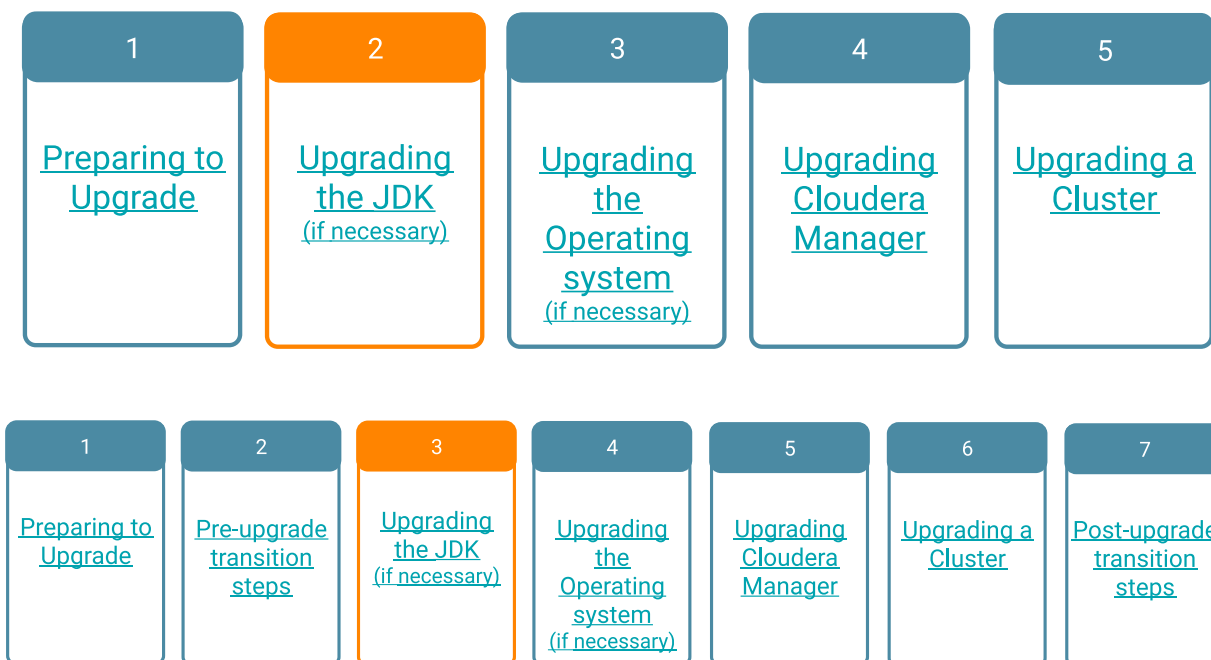 1
2
3
4
5
Preparing to
Upgrade
Upgrading
the JDK
(if necessary)
Upgrading
the
Operating
system
(if necessary)
Upgrading
Cloudera
Manager
Upgrading a
Cluster
1
2
3
4
5
6
7
Preparing to
Upgrade
Pre-upgrade
transition
steps
Upgrading
the JDK
(if necessary)
Upgrading
the
Operating
system
(if necessary)
Upgrading
Cloudera
Manager
Upgrading a
Cluster
Post-upgrade
transition
steps